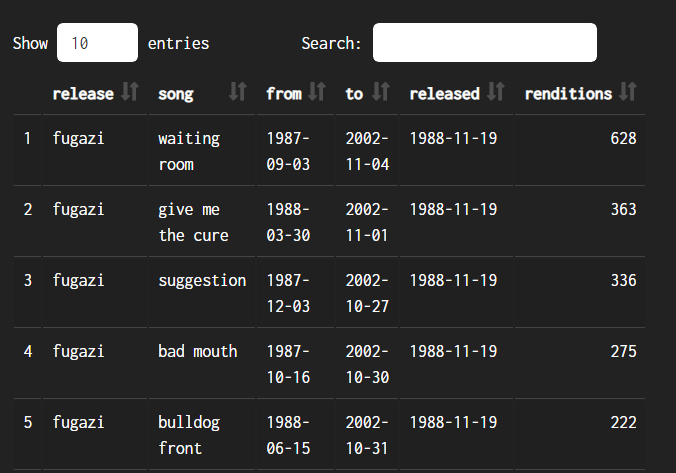 Show 10 entries Search:
release song from to released renditions
1 fugazi waiting room 1987-09-03 2002-11-04 1988-11-19 628
2 fugazi give me the cure 1988-03-30 2002-11-01 1988-11-19 363
3 fugazi suggestion 1987-12-03 2002-10-27 1988-11-19 336
4 fugazi bad mouth 1987-10-16 2002-10-30 1988-11-19 275
5 fugazi bulldog front 1988-06-15 2002-10-31 1988-11-19 222